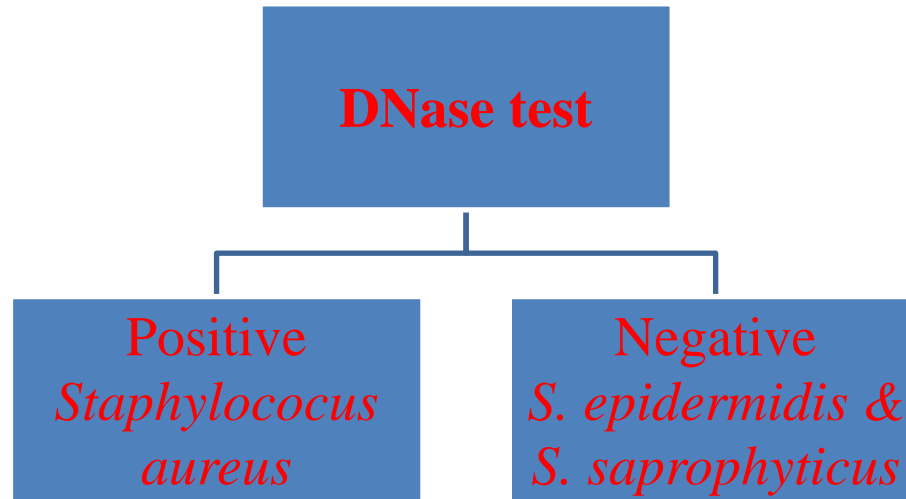 DNase test
Positive
Staphylococus
aureus
Negative
S. epidermidis &
S. saprophyticus